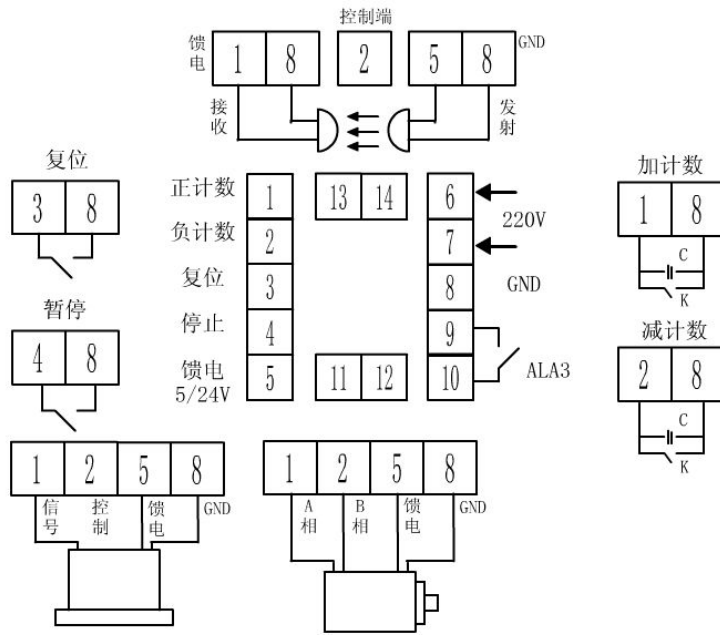 控制端
馈电 1 8 2 5 8 GND
接收 发射
复位
3 8
暂停
4 8
正计数 1 13 14 6
负计数 2 7 220V
复位 3 8 GND
停止 4 9
馈电 5/24V 5 11 12 10 ALA3
加计数
1 8
C
K
减计数
2 8
C
K
1 2 5 8
信号 控制 馈电 GND
1 2 5 8
A相 B相 馈电 GND